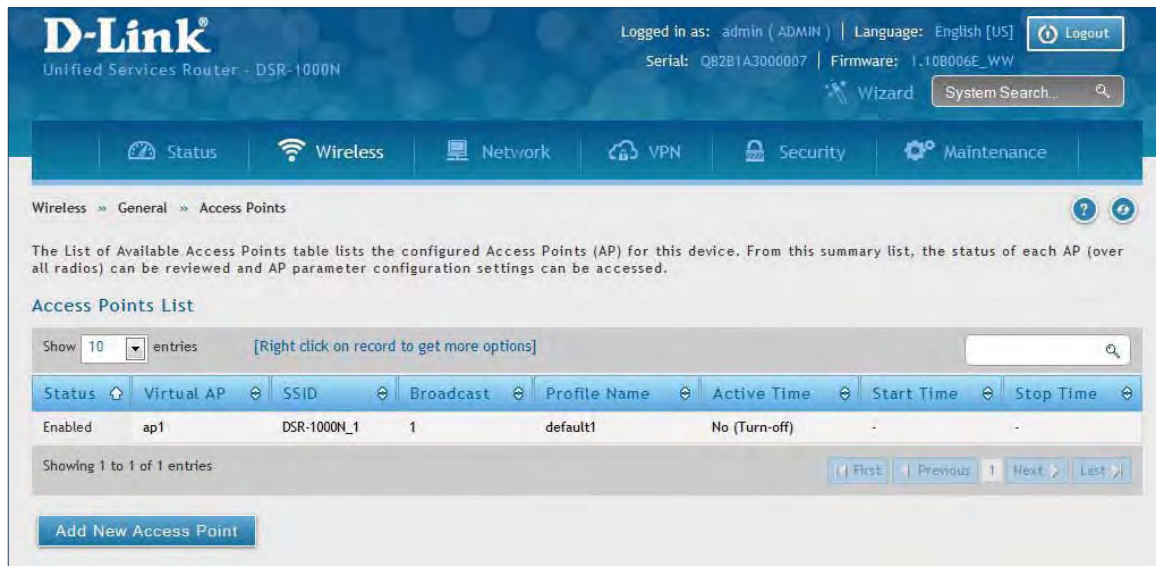 D-Link®
Logged in as: admin ( ADMIN ) | Language: English [US] Logout
Unified Services Router - DSR-1000N
Serial: QB2B1A3000007 | Firmware: 1.10B006E_WW
Wizard System Search...
Status Wireless Network VPN Security Maintenance
Wireless » General » Access Points
The List of Available Access Points table lists the configured Access Points (AP) for this device. From this summary list, the status of each AP (over
all radios) can be reviewed and AP parameter configuration settings can be accessed.
Access Points List
Show 10 entries [Right click on record to get more options]
Status Virtual AP SSID Broadcast Profile Name Active Time Start Time Stop Time
Enabled ap1 DSR-1000N_1 1 default1 No (Turn-off) - -
Showing 1 to 1 of 1 entries First Previous 1 Next Last
Add New Access Point